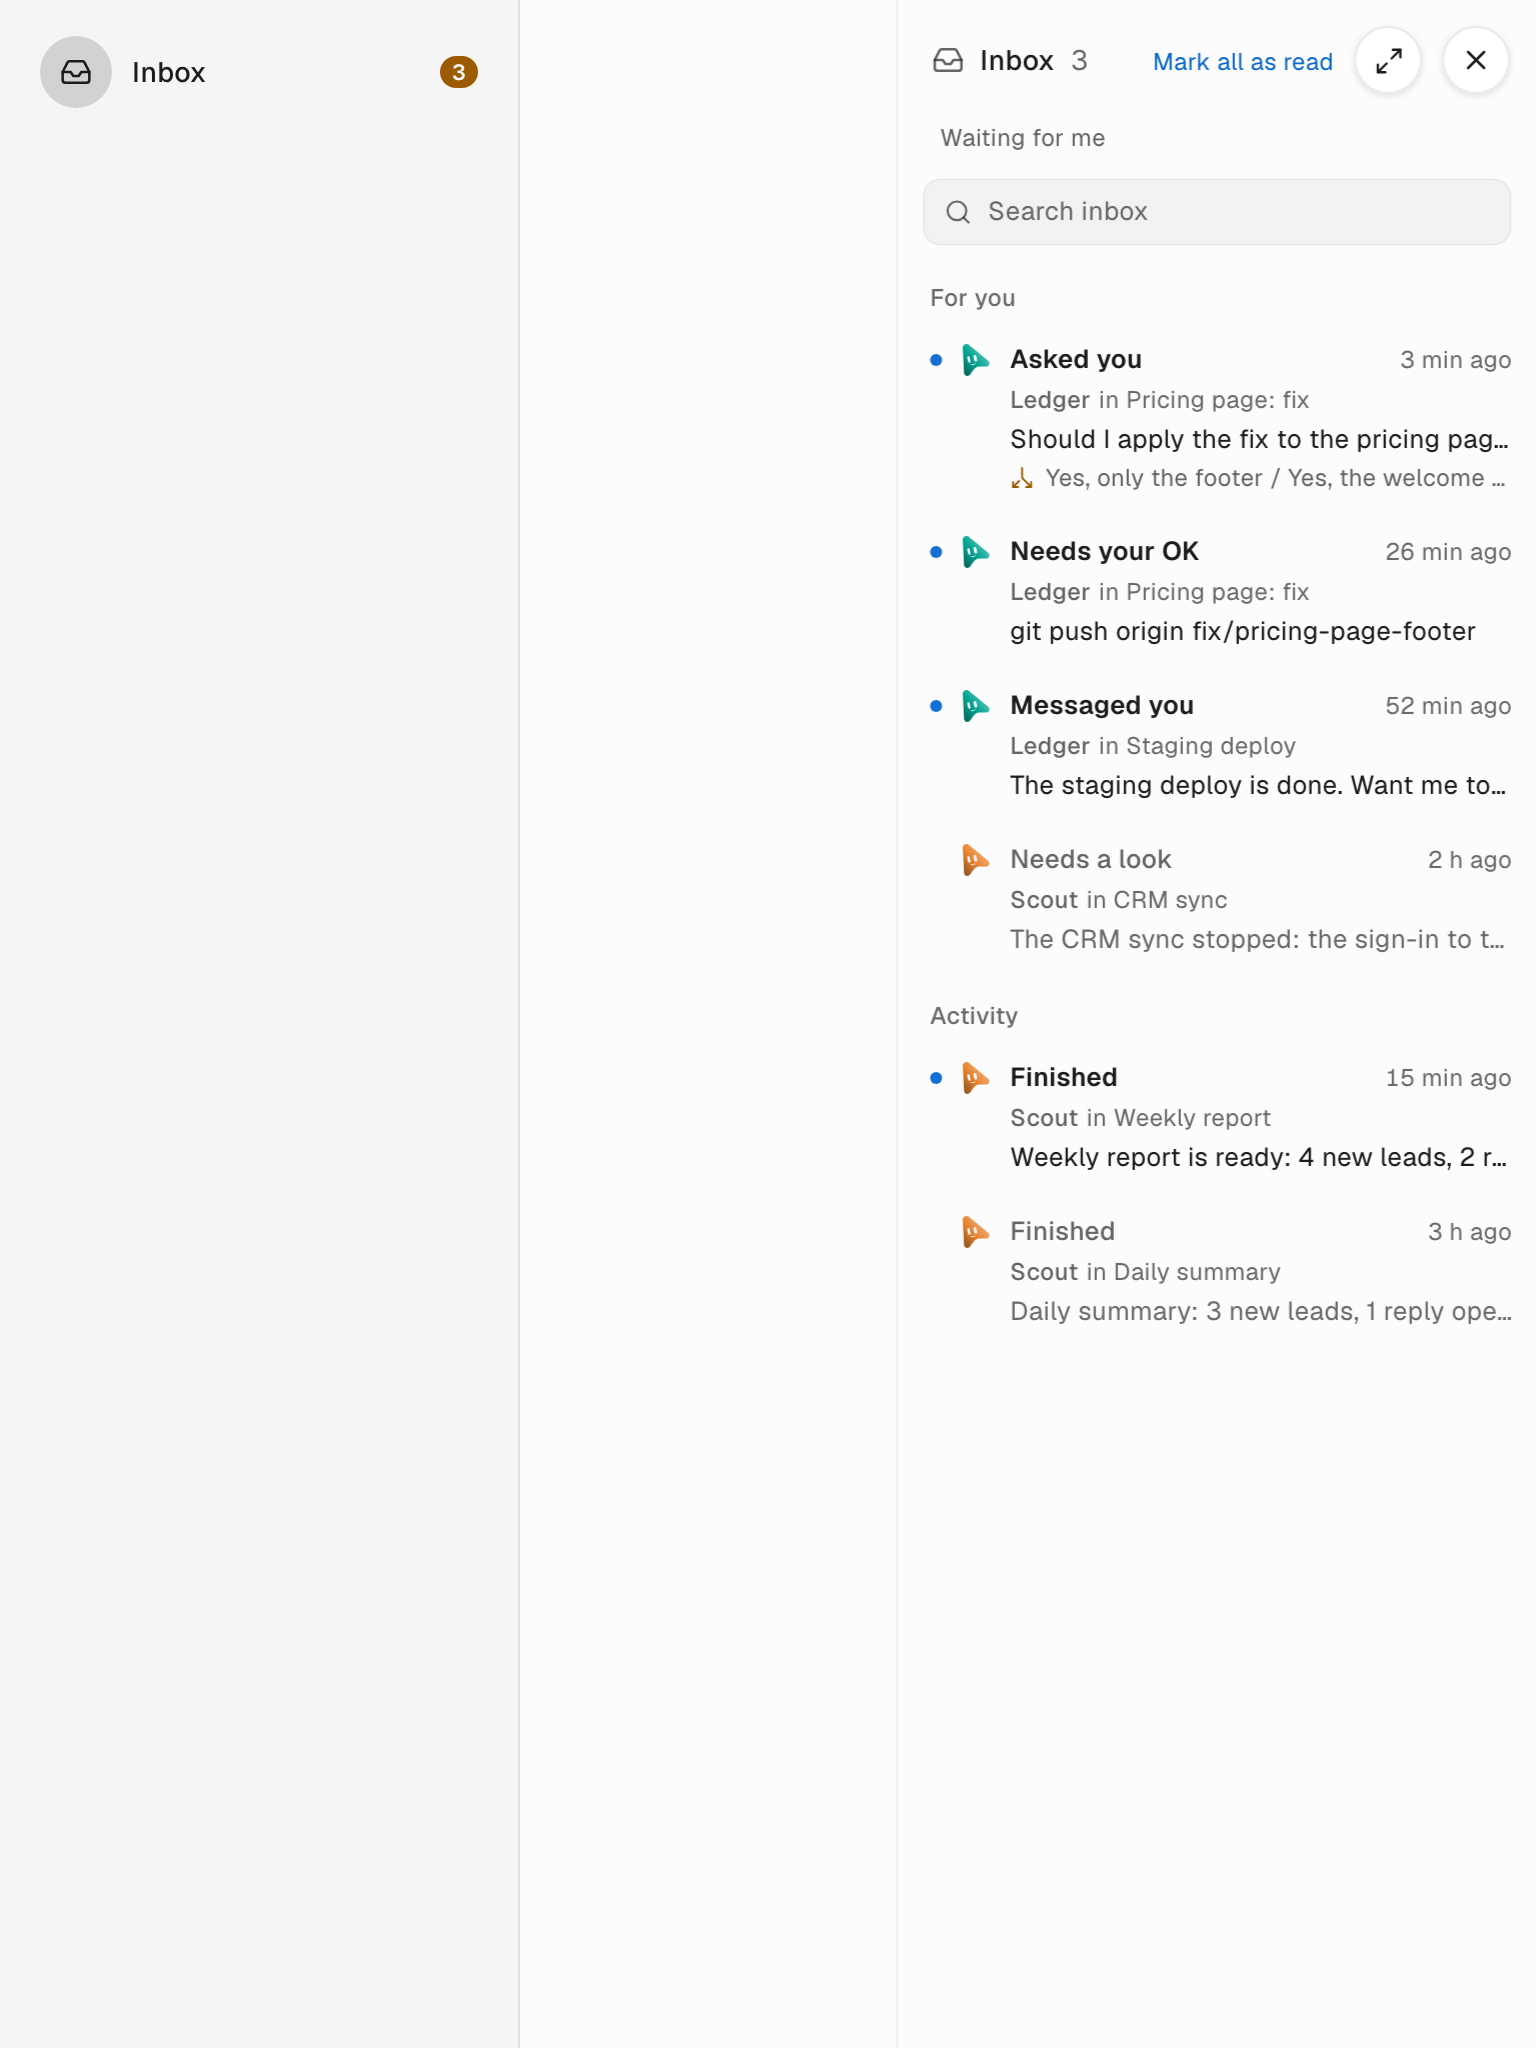 Inbox
3
Inbox 3
Mark all as read
Waiting for me
Search inbox
For you
Asked you
3 min ago
Ledger in Pricing page: fix
Should I apply the fix to the pricing pag…
Yes, only the footer / Yes, the welcome …
Needs your OK
26 min ago
Ledger in Pricing page: fix
git push origin fix/pricing-page-footer
Messaged you
52 min ago
Ledger in Staging deploy
The staging deploy is done. Want me to…
Needs a look
2 h ago
Scout in CRM sync
The CRM sync stopped: the sign-in to t…
Activity
Finished
15 min ago
Scout in Weekly report
Weekly report is ready: 4 new leads, 2 r…
Finished
3 h ago
Scout in Daily summary
Daily summary: 3 new leads, 1 reply ope…